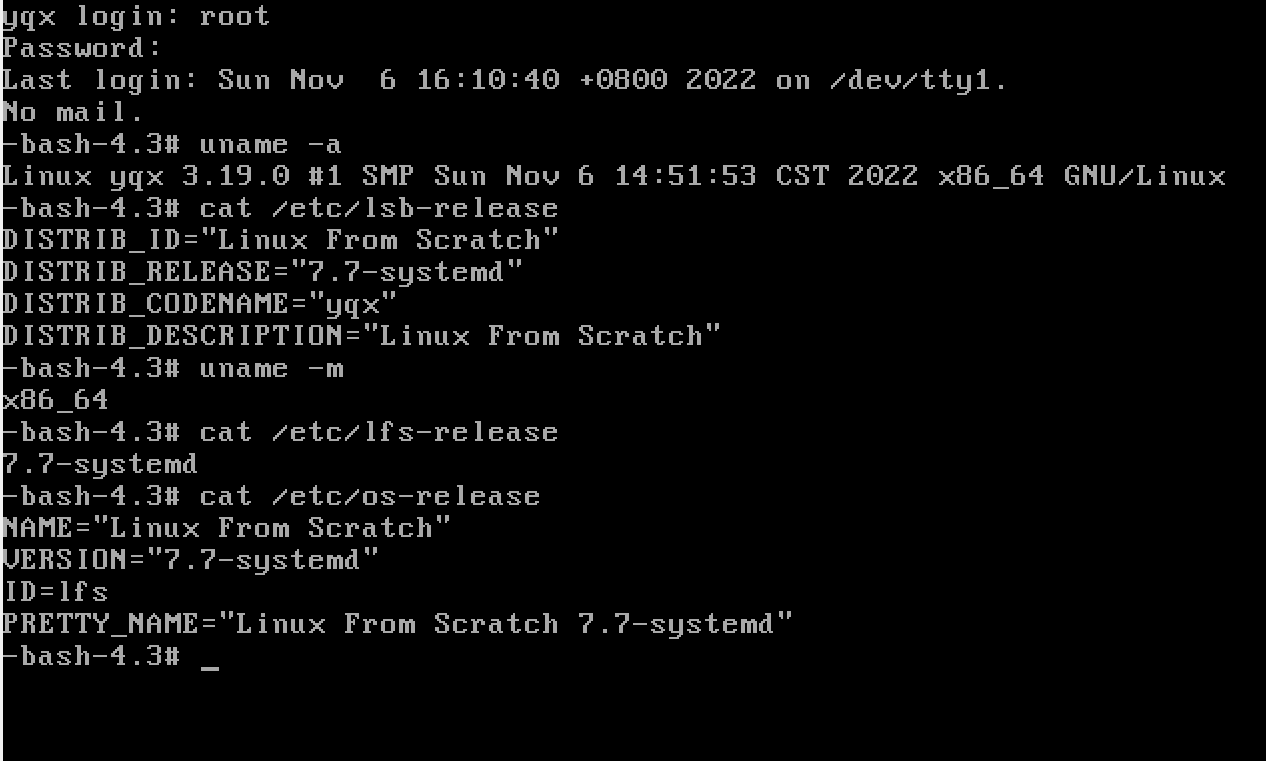 yqx login: root
Password:
Last login: Sun Nov  6 16:10:40 +0800 2022 on /dev/tty1.
No mail.
-bash-4.3# uname -a
Linux yqx 3.19.0 #1 SMP Sun Nov 6 14:51:53 CST 2022 x86_64 GNU/Linux
-bash-4.3# cat /etc/lsb-release
DISTRIB_ID="Linux From Scratch"
DISTRIB_RELEASE="7.7-systemd"
DISTRIB_CODENAME="yqx"
DISTRIB_DESCRIPTION="Linux From Scratch"
-bash-4.3# uname -m
x86_64
-bash-4.3# cat /etc/lfs-release
7.7-systemd
-bash-4.3# cat /etc/os-release
NAME="Linux From Scratch"
VERSION="7.7-systemd"
ID=lfs
PRETTY_NAME="Linux From Scratch 7.7-systemd"
-bash-4.3# _